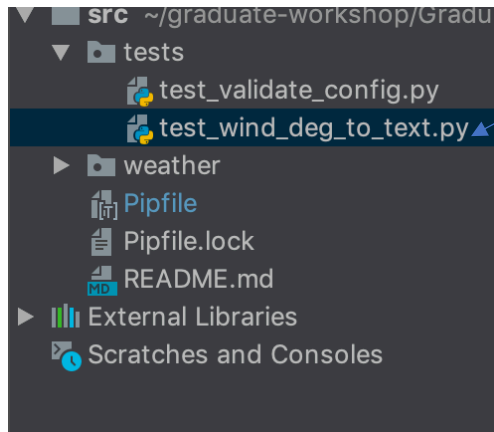 src ~/graduate-workshop/Gradu
tests
test_validate_config.py
test_wind_deg_to_text.py
weather
[T] Pipfile
Pipfile.lock
MD README.md
External Libraries
Scratches and Consoles